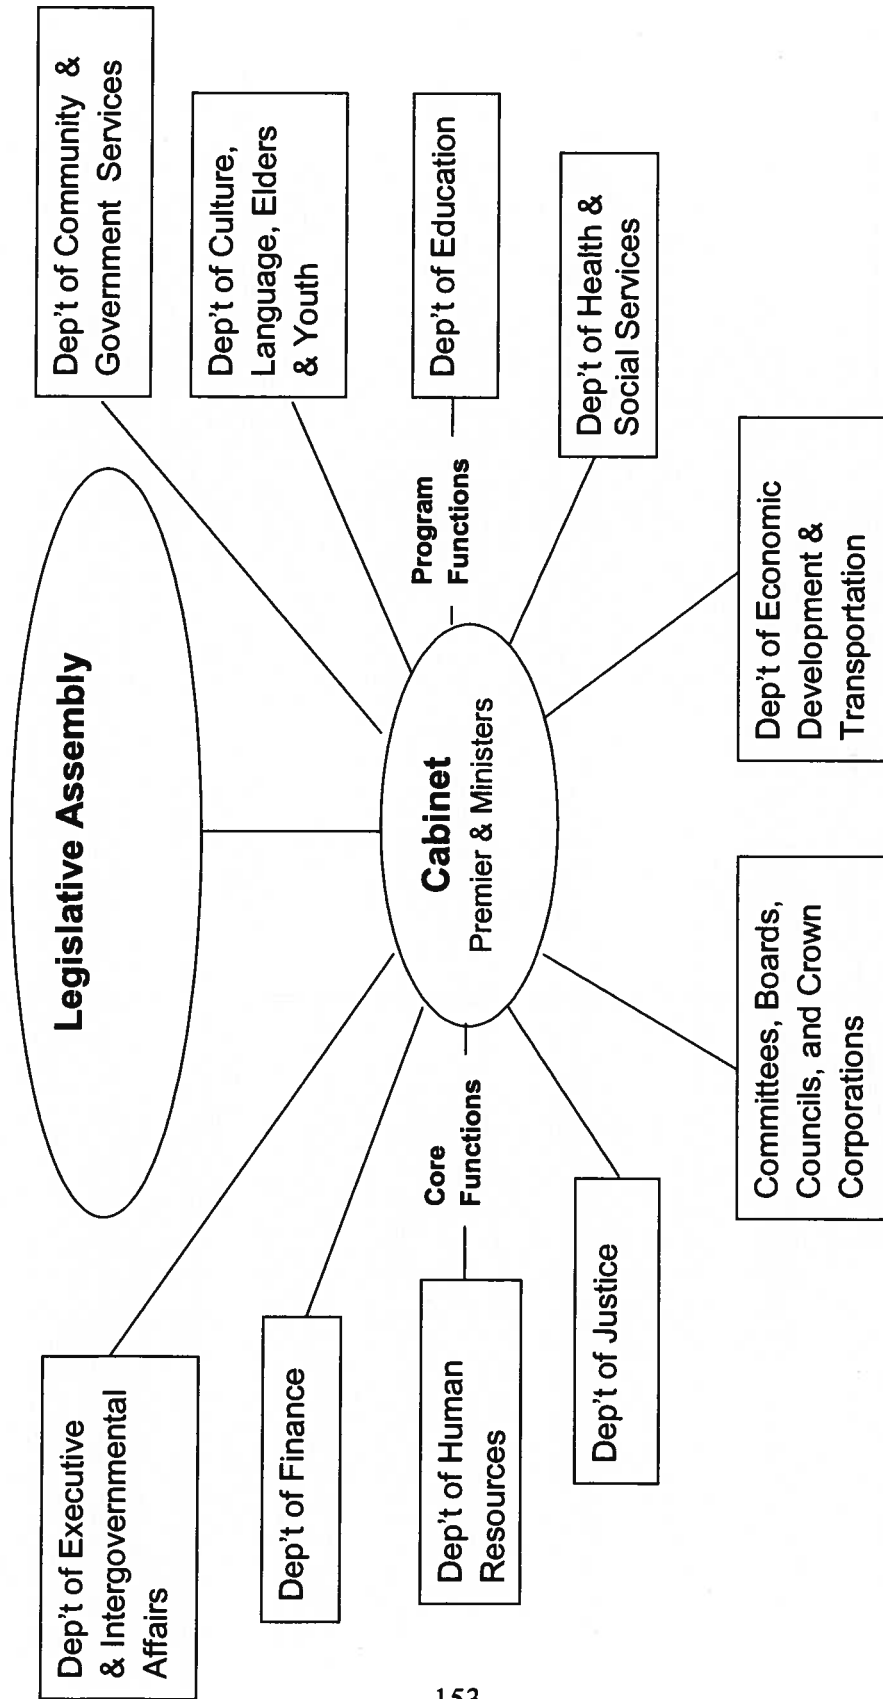 Legislative Assembly
Dep't of Executive
& Intergovernmental
Affairs
Dep't of Finance
Dep't of Human
Resources
Dep't of Justice
Core
Functions
Cabinet
Premier & Ministers
Program
Functions
Dep't of Community &
Government Services
Dep't of Culture,
Language, Elders
& Youth
Dep't of Education
Dep't of Health &
Social Services
Committees, Boards,
Councils, and Crown
Corporations
Dep't of Economic
Development &
Transportation
153